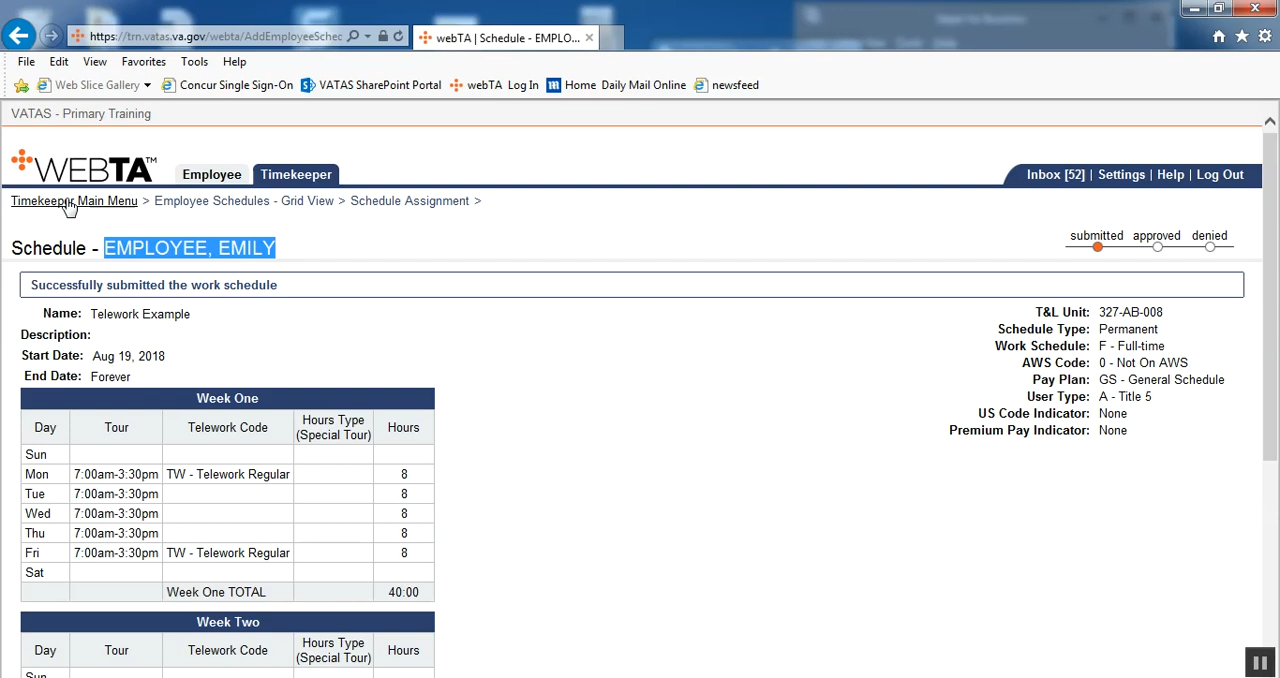 https://trn.vatas.va.gov/webta/AddEmployeeSchec
webTA | Schedule - EMPLO...
File Edit View Favorites Tools Help
Web Slice Gallery Concur Single Sign-On VATAS SharePoint Portal webTA Log In Home Daily Mail Online newsfeed
VATAS - Primary Training
WEBTA™ Employee Timekeeper Inbox [52] | Settings | Help | Log Out
Timekeeper Main Menu > Employee Schedules - Grid View > Schedule Assignment >
Schedule - EMPLOYEE, EMILY
submitted approved denied
Successfully submitted the work schedule
Name: Telework Example
Description:
Start Date: Aug 19, 2018
End Date: Forever
T&L Unit: 327-AB-008
Schedule Type: Permanent
Work Schedule: F - Full-time
AWS Code: 0 - Not On AWS
Pay Plan: GS - General Schedule
User Type: A - Title 5
US Code Indicator: None
Premium Pay Indicator: None
Week One
Day Tour Telework Code Hours Type (Special Tour) Hours
Sun
Mon 7:00am-3:30pm TW - Telework Regular 8
Tue 7:00am-3:30pm 8
Wed 7:00am-3:30pm 8
Thu 7:00am-3:30pm 8
Fri 7:00am-3:30pm TW - Telework Regular 8
Sat
Week One TOTAL 40:00
Week Two
Day Tour Telework Code Hours Type (Special Tour) Hours
Sun